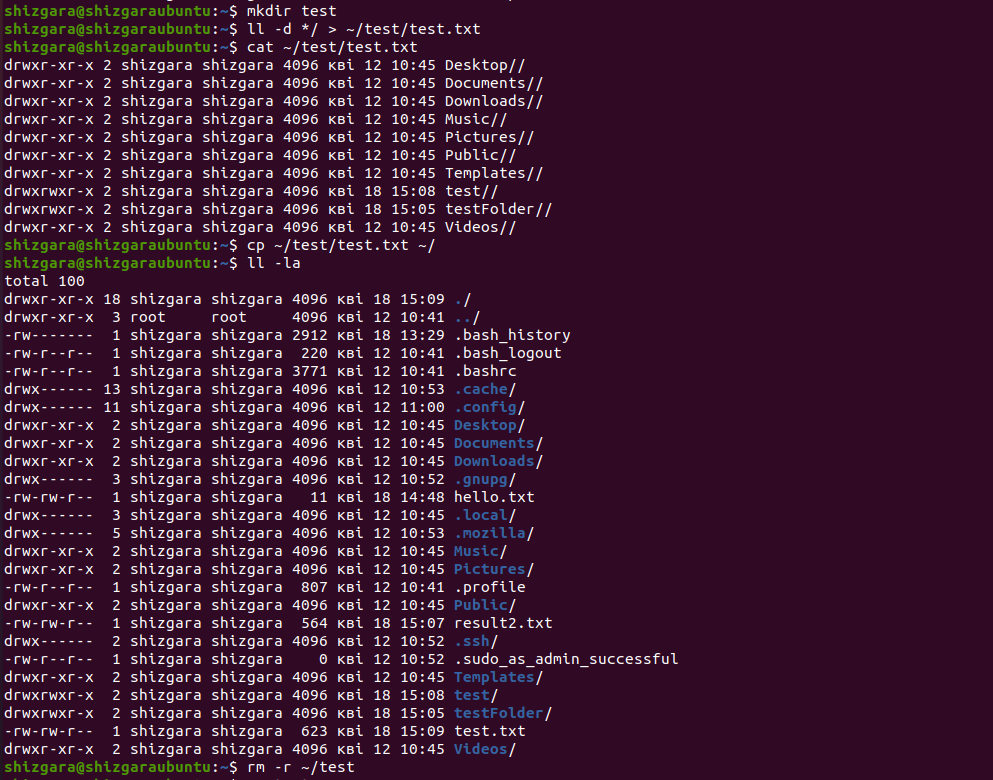 shizgara@shizgaraubuntu:~$ mkdir test
shizgara@shizgaraubuntu:~$ ll -d */ > ~/test/test.txt
shizgara@shizgaraubuntu:~$ cat ~/test/test.txt
drwxr-xr-x 2 shizgara shizgara 4096 кві 12 10:45 Desktop//
drwxr-xr-x 2 shizgara shizgara 4096 кві 12 10:45 Documents//
drwxr-xr-x 2 shizgara shizgara 4096 кві 12 10:45 Downloads//
drwxr-xr-x 2 shizgara shizgara 4096 кві 12 10:45 Music//
drwxr-xr-x 2 shizgara shizgara 4096 кві 12 10:45 Pictures//
drwxr-xr-x 2 shizgara shizgara 4096 кві 12 10:45 Public//
drwxr-xr-x 2 shizgara shizgara 4096 кві 12 10:45 Templates//
drwxrwxr-x 2 shizgara shizgara 4096 кві 18 15:08 test//
drwxrwxr-x 2 shizgara shizgara 4096 кві 18 15:05 testFolder//
drwxr-xr-x 2 shizgara shizgara 4096 кві 12 10:45 Videos//
shizgara@shizgaraubuntu:~$ cp ~/test/test.txt ~/
shizgara@shizgaraubuntu:~$ ll -la
total 100
drwxr-xr-x 18 shizgara shizgara 4096 кві 18 15:09 ./
drwxr-xr-x  3 root     root     4096 кві 12 10:41 ../
-rw-------  1 shizgara shizgara 2912 кві 18 13:29 .bash_history
-rw-r--r--  1 shizgara shizgara  220 кві 12 10:41 .bash_logout
-rw-r--r--  1 shizgara shizgara 3771 кві 12 10:41 .bashrc
drwx------ 13 shizgara shizgara 4096 кві 12 10:53 .cache/
drwx------ 11 shizgara shizgara 4096 кві 12 11:00 .config/
drwxr-xr-x  2 shizgara shizgara 4096 кві 12 10:45 Desktop/
drwxr-xr-x  2 shizgara shizgara 4096 кві 12 10:45 Documents/
drwxr-xr-x  2 shizgara shizgara 4096 кві 12 10:45 Downloads/
drwx------  3 shizgara shizgara 4096 кві 12 10:52 .gnupg/
-rw-rw-r--  1 shizgara shizgara   11 кві 18 14:48 hello.txt
drwx------  3 shizgara shizgara 4096 кві 12 10:45 .local/
drwx------  5 shizgara shizgara 4096 кві 12 10:53 .mozilla/
drwxr-xr-x  2 shizgara shizgara 4096 кві 12 10:45 Music/
drwxr-xr-x  2 shizgara shizgara 4096 кві 12 10:45 Pictures/
-rw-r--r--  1 shizgara shizgara  807 кві 12 10:41 .profile
drwxr-xr-x  2 shizgara shizgara 4096 кві 12 10:45 Public/
-rw-rw-r--  1 shizgara shizgara  564 кві 18 15:07 result2.txt
drwx------  2 shizgara shizgara 4096 кві 12 10:52 .ssh/
-rw-r--r--  1 shizgara shizgara    0 кві 12 10:52 .sudo_as_admin_successful
drwxr-xr-x  2 shizgara shizgara 4096 кві 12 10:45 Templates/
drwxrwxr-x  2 shizgara shizgara 4096 кві 18 15:08 test/
drwxrwxr-x  2 shizgara shizgara 4096 кві 18 15:05 testFolder/
-rw-rw-r--  1 shizgara shizgara  623 кві 18 15:09 test.txt
drwxr-xr-x  2 shizgara shizgara 4096 кві 12 10:45 Videos/
shizgara@shizgaraubuntu:~$ rm -r ~/test